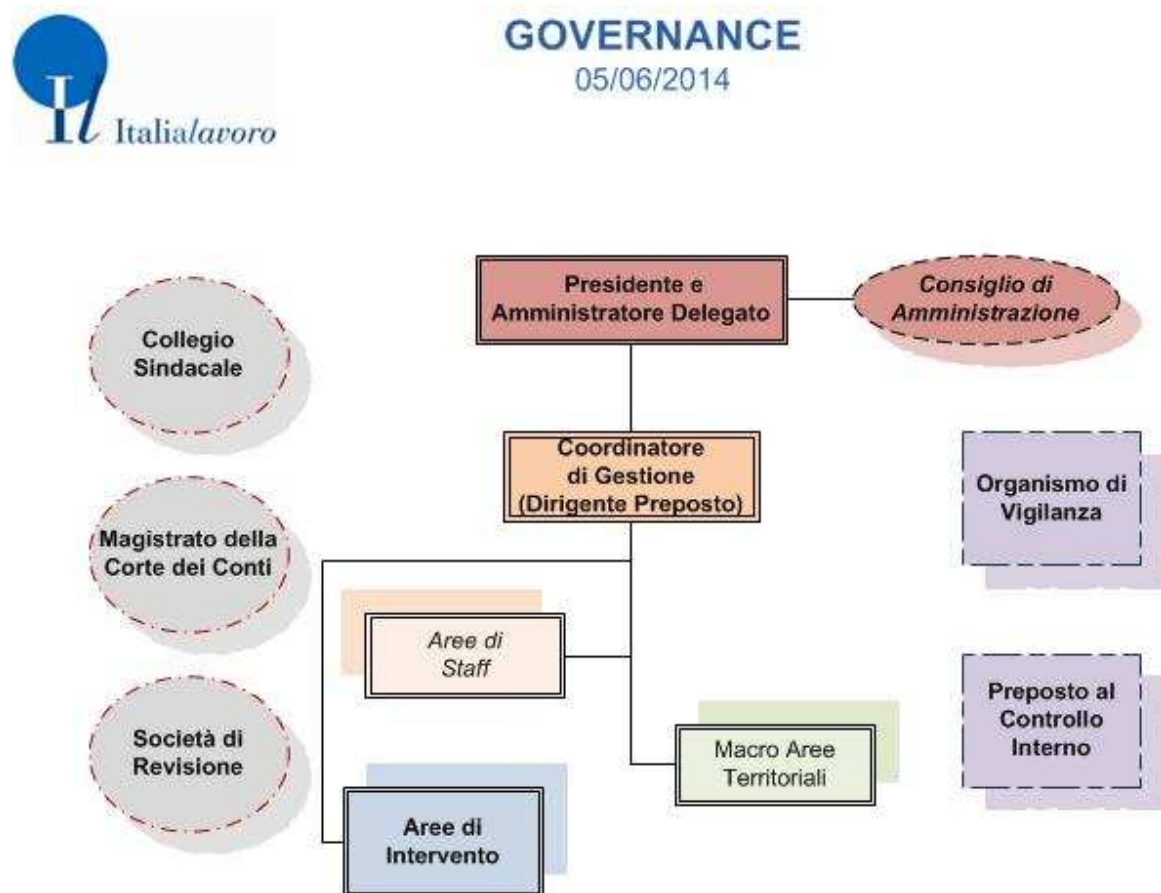 GOVERNANCE
05/06/2014
Il Italialavoro
Presidente e
Amministratore Delegato
Consiglio di
Amministrazione
Collegio
Sindacale
Coordinatore
di Gestione
(Dirigente Preposto)
Organismo di
Vigilanza
Magistrato della
Corte dei Conti
Aree di
Staff
Preposto al
Controllo
Interno
Società di
Revisione
Macro Aree
Territoriali
Aree di
Intervento